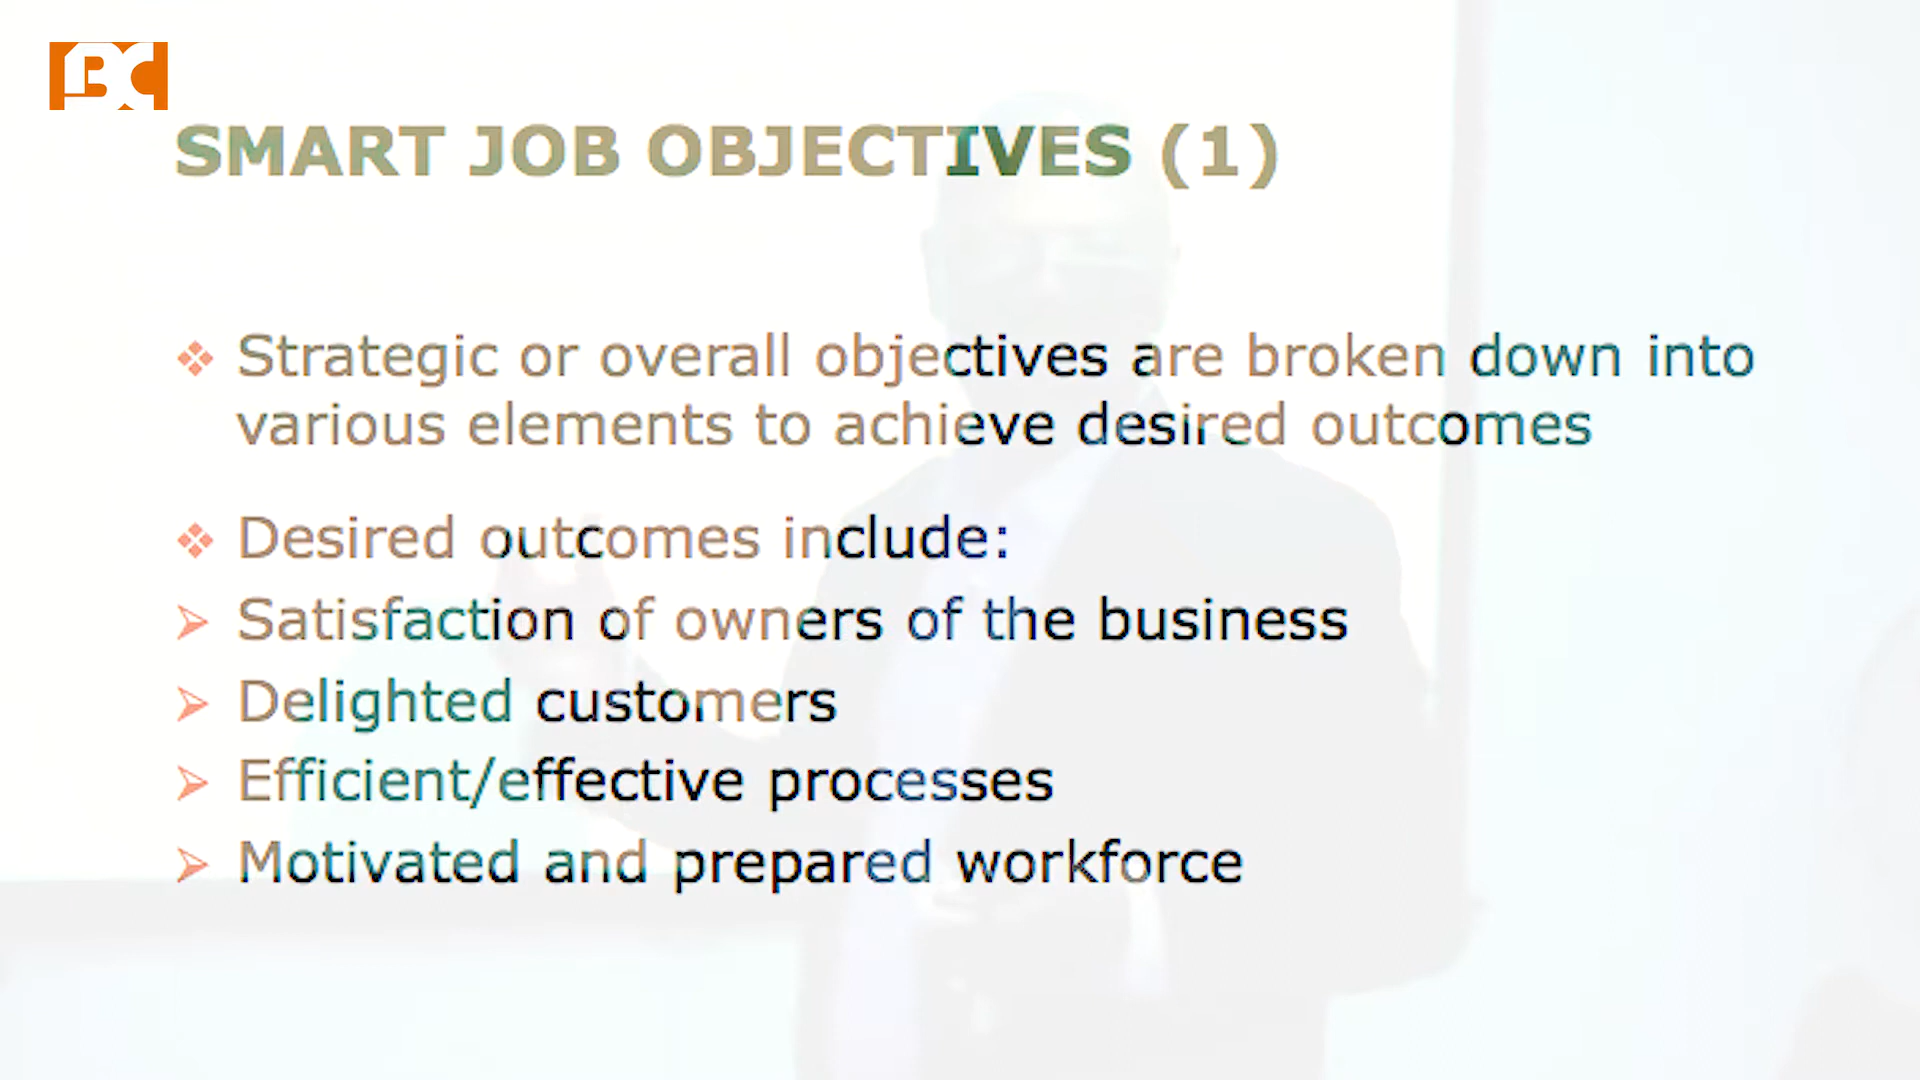 BC
SMART JOB OBJECTIVES (1)
Strategic or overall objectives are broken down into
various elements to achieve desired outcomes
Desired outcomes include:
Satisfaction of owners of the business
Delighted customers
Efficient/effective processes
Motivated and prepared workforce